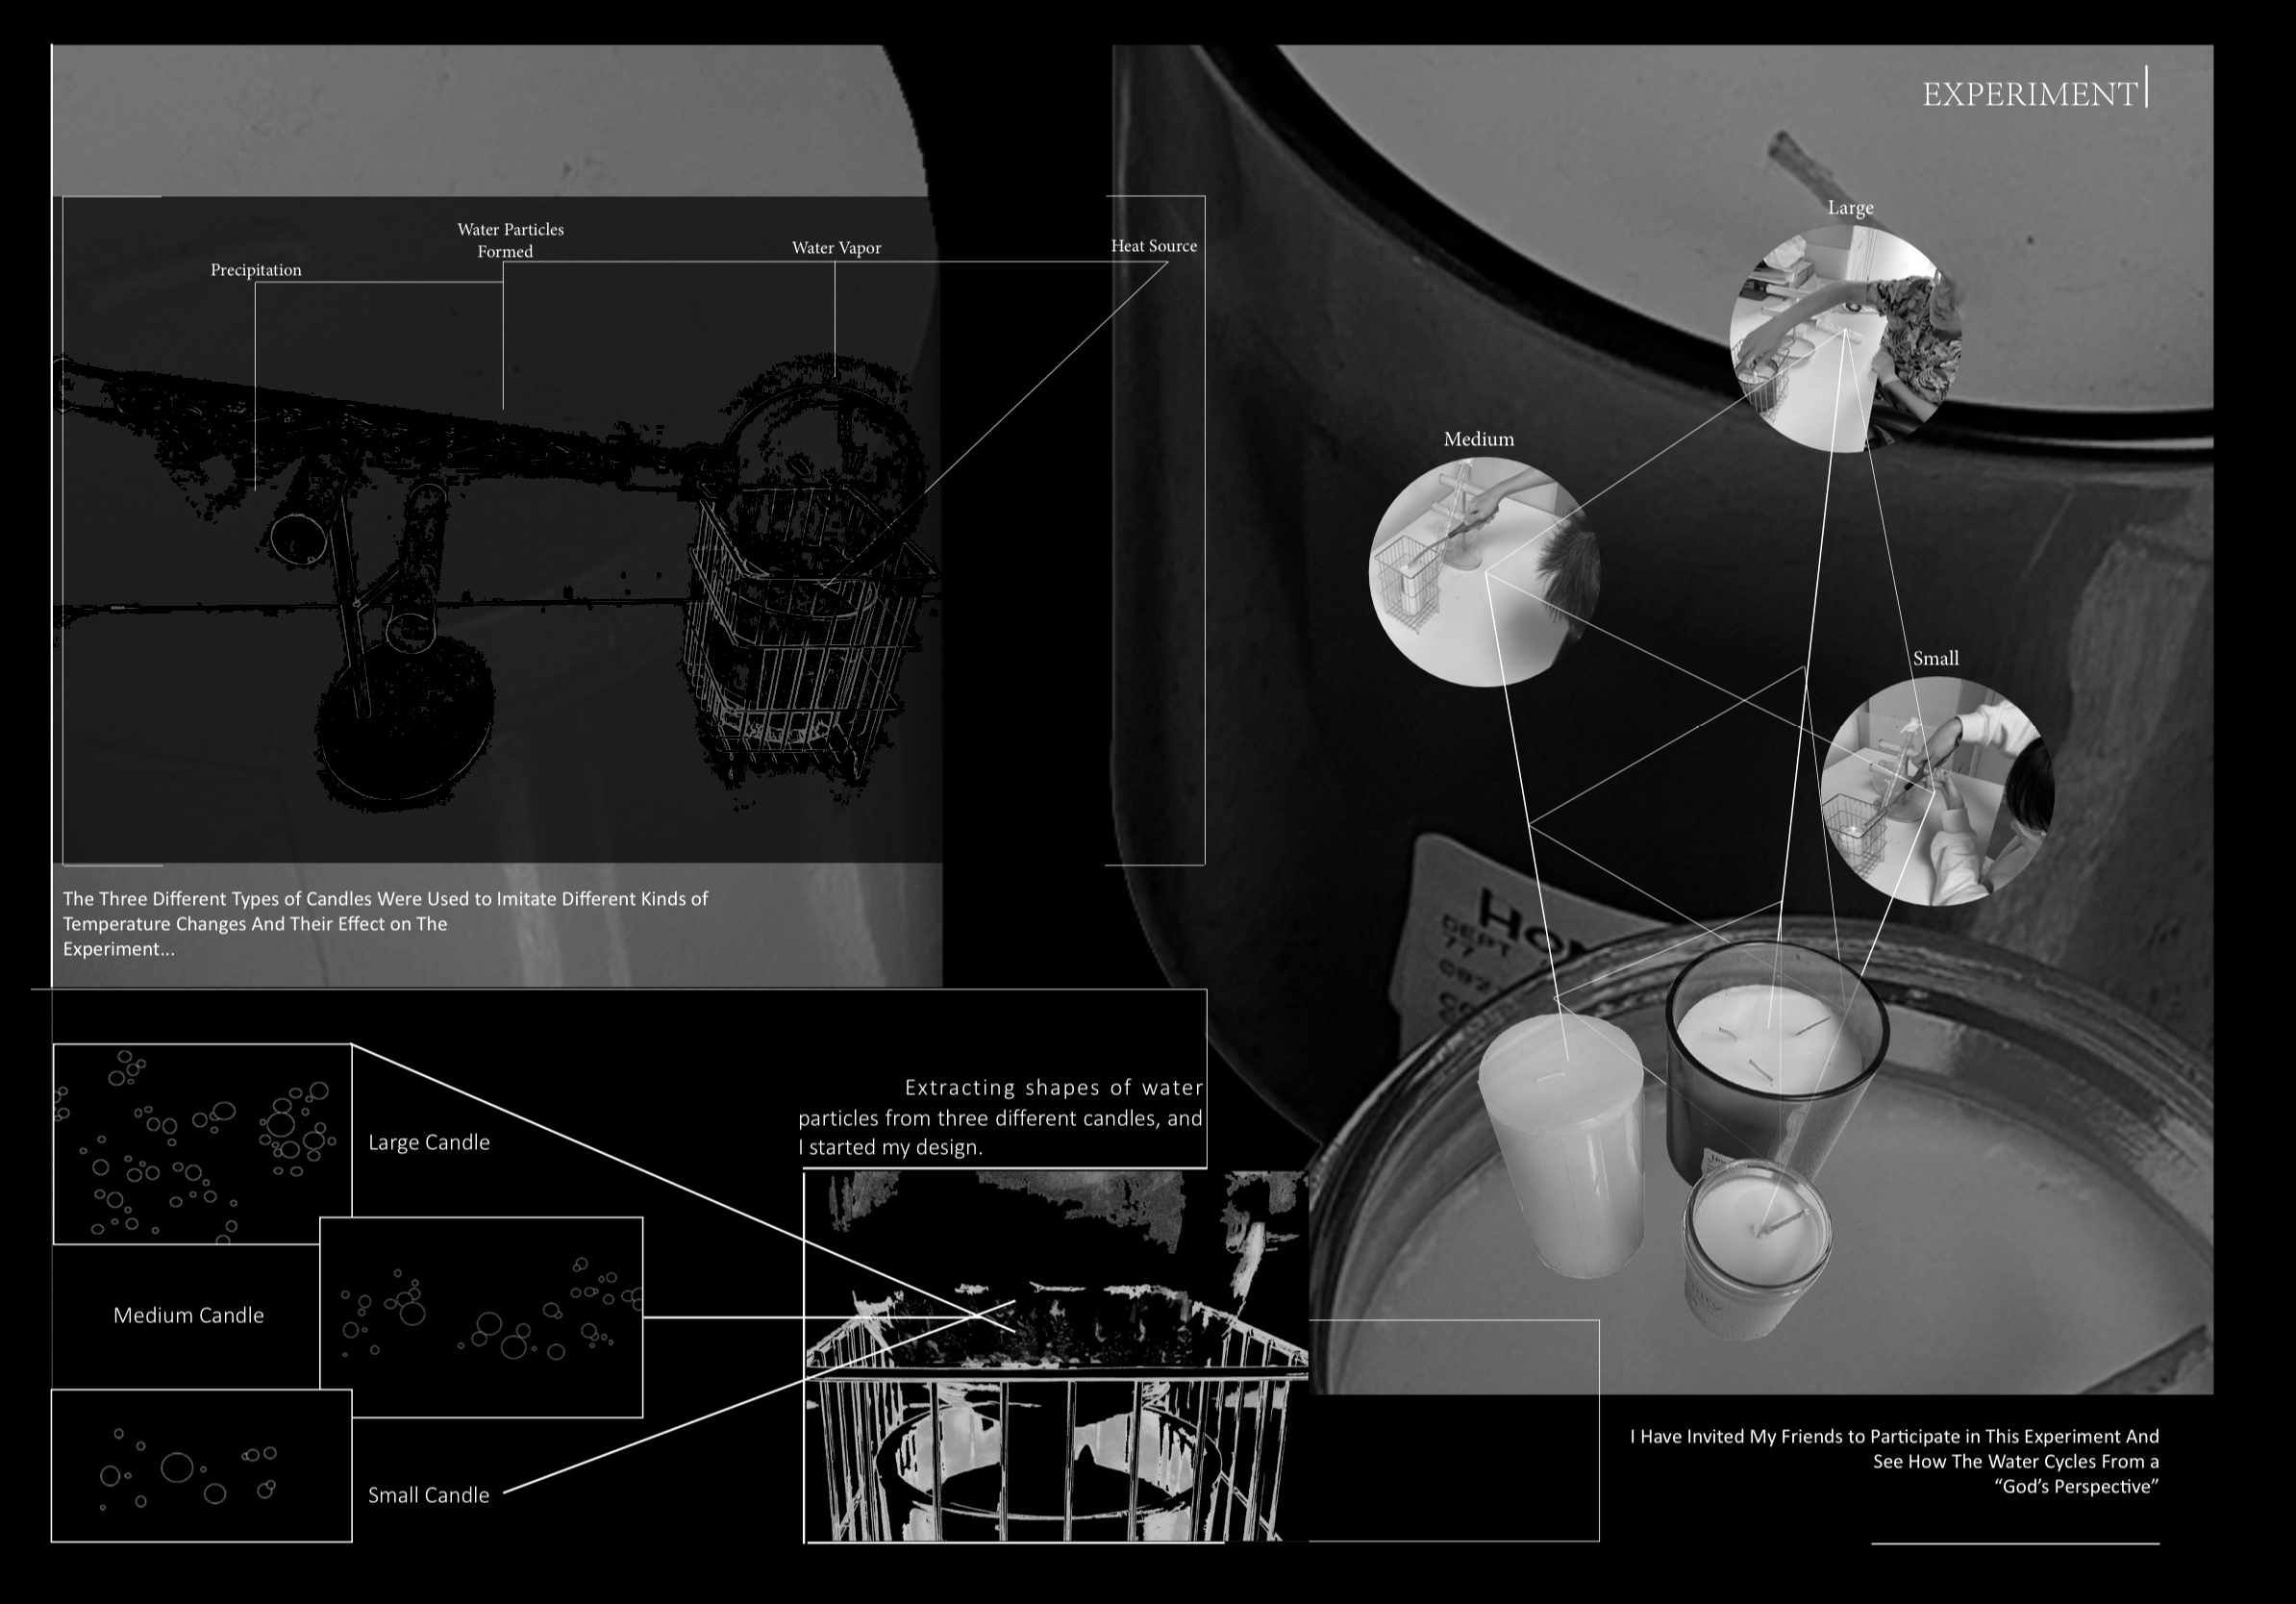 EXPERIMENT
Large
Water Particles
Formed
Water Vapor
Heat Source
Precipitation
Medium
Small
The Three Different Types of Candles Were Used to Imitate Different Kinds of
Temperature Changes And Their Effect on The
Experiment...
DEPT
77
Extracting shapes of water
particles from three different candles, and
I started my design.
Large Candle
Medium Candle
Small Candle
I Have Invited My Friends to Participate in This Experiment And
See How The Water Cycles From a
“God’s Perspective”